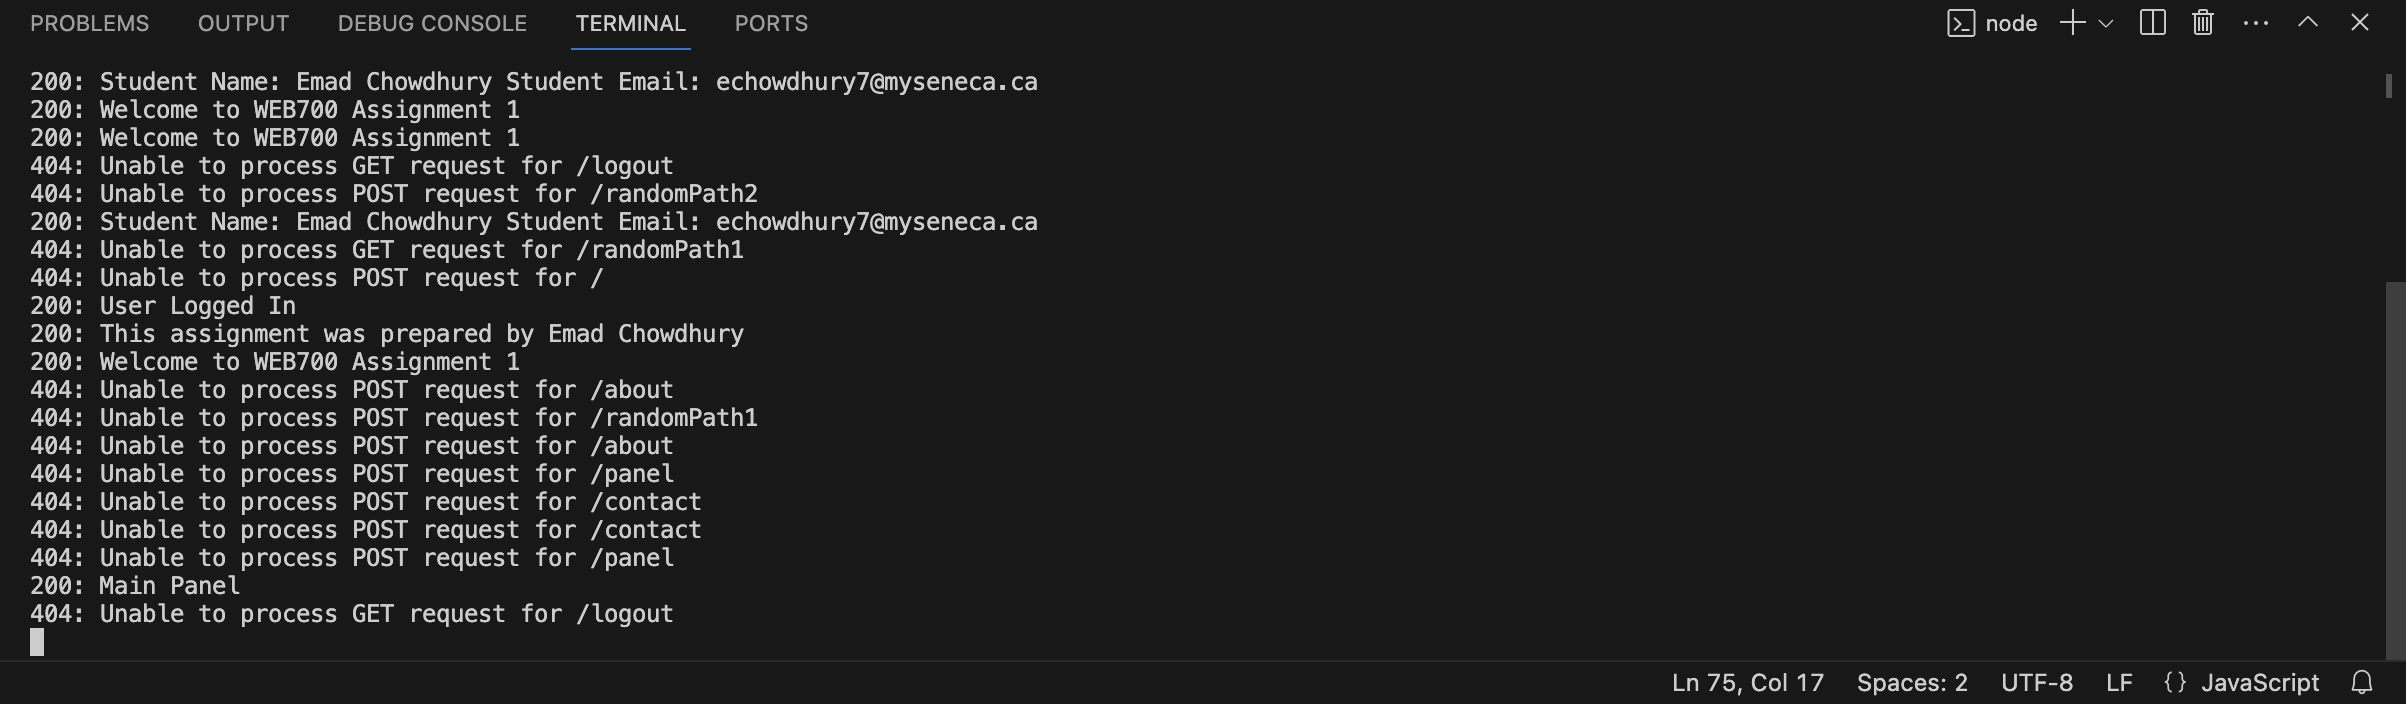 PROBLEMS OUTPUT DEBUG CONSOLE TERMINAL PORTS node
200: Student Name: Emad Chowdhury Student Email: echowdhury7@myseneca.ca
200: Welcome to WEB700 Assignment 1
200: Welcome to WEB700 Assignment 1
404: Unable to process GET request for /logout
404: Unable to process POST request for /randomPath2
200: Student Name: Emad Chowdhury Student Email: echowdhury7@myseneca.ca
404: Unable to process GET request for /randomPath1
404: Unable to process POST request for /
200: User Logged In
200: This assignment was prepared by Emad Chowdhury
200: Welcome to WEB700 Assignment 1
404: Unable to process POST request for /about
404: Unable to process POST request for /randomPath1
404: Unable to process POST request for /about
404: Unable to process POST request for /panel
404: Unable to process POST request for /contact
404: Unable to process POST request for /contact
404: Unable to process POST request for /panel
200: Main Panel
404: Unable to process GET request for /logout
Ln 75, Col 17 Spaces: 2 UTF-8 LF {} JavaScript